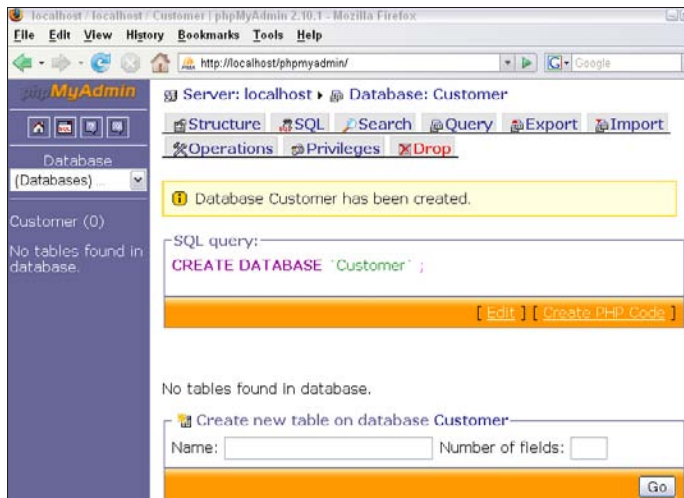 localhost / localhost / Customer | phpMyAdmin 2.10.1 - Mozilla Firefox
File Edit View History Bookmarks Tools Help
http://localhost/phpmyadmin/
Google
phpMyAdmin
Database
(Databases) ...
Customer (0)
No tables found in
database.
Server: localhost Database: Customer
Structure SQL Search Query Export Import
Operations Privileges Drop
Database Customer has been created.
SQL query:
CREATE DATABASE `Customer` ;
[ Edit ] [ Create PHP Code ]
No tables found in database.
Create new table on database Customer
Name: Number of fields:
Go